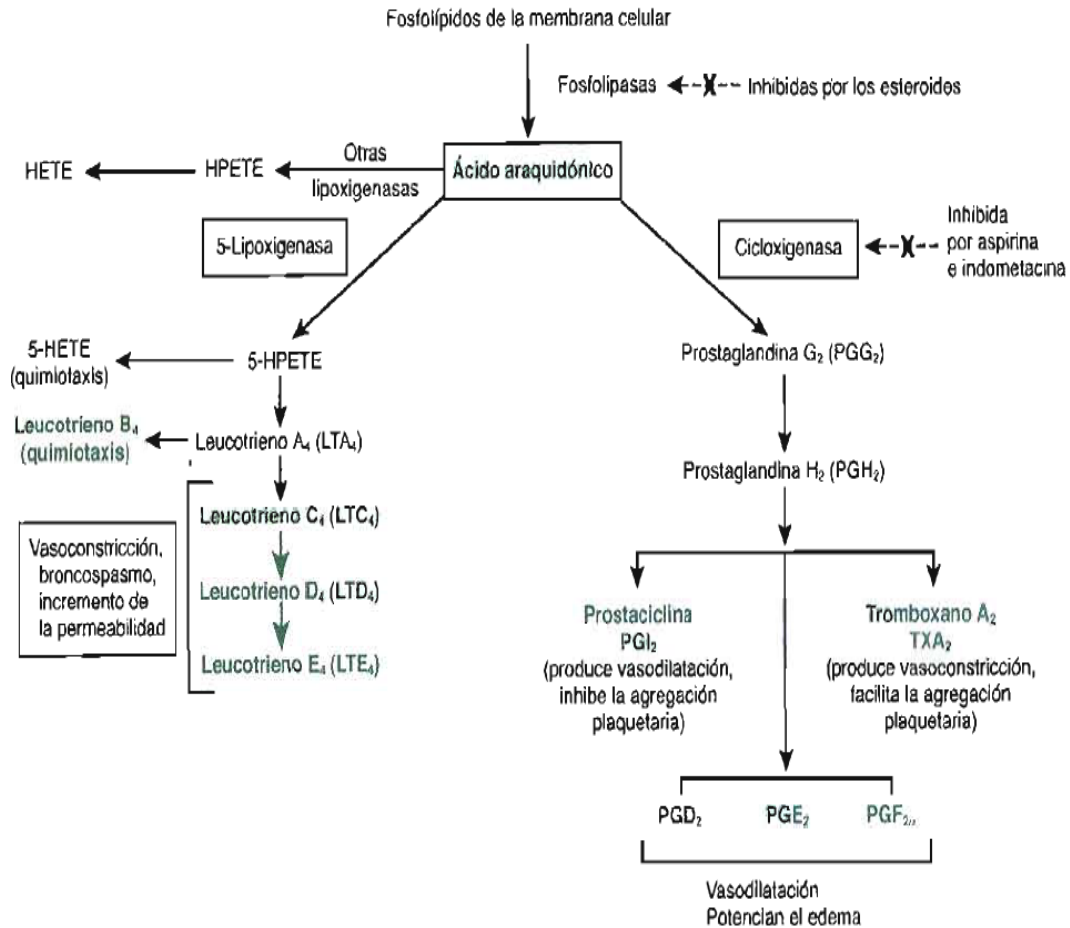 Fosfolípidos de la membrana celular
Fosfolipasas
Inhibidas por los esteroides
HETE
HPETE
Otras
lipoxigenasas
Ácido araquidónico
5-Lipoxigenasa
Cicloxigenasa
Inhibida
por aspirina
e indometacina
5-HETE
(quimiotaxis)
5-HPETE
Prostaglandina G₂ (PGG₂)
Leucotrieno B₄
(quimiotaxis)
Leucotrieno A₄ (LTA₄)
Prostaglandina H₂ (PGH₂)
Vasoconstricción,
broncospasmo,
incremento de
la permeabilidad
Leucotrieno C₄ (LTC₄)
Leucotrieno D₄ (LTD₄)
Leucotrieno E₄ (LTE₄)
Prostaciclina
PGI₂
(produce vasodilatación,
inhibe la agregación
plaquetaria)
Tromboxano A₂
TXA₂
(produce vasoconstricción,
facilita la agregación
plaquetaria)
PGD₂
PGE₂
PGF₂α
Vasodilatación
Potencian el edema